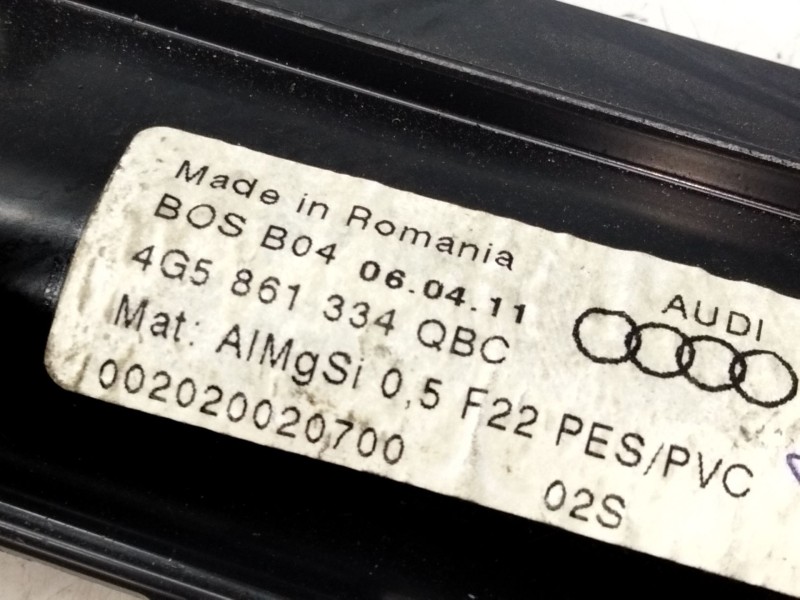 Made in Romania
BOS B04 06.04.11
4G5 861 334 QBC
AUDI
Mat: AlMgSi 0,5 F22 PES/PVC
002020020700
02S